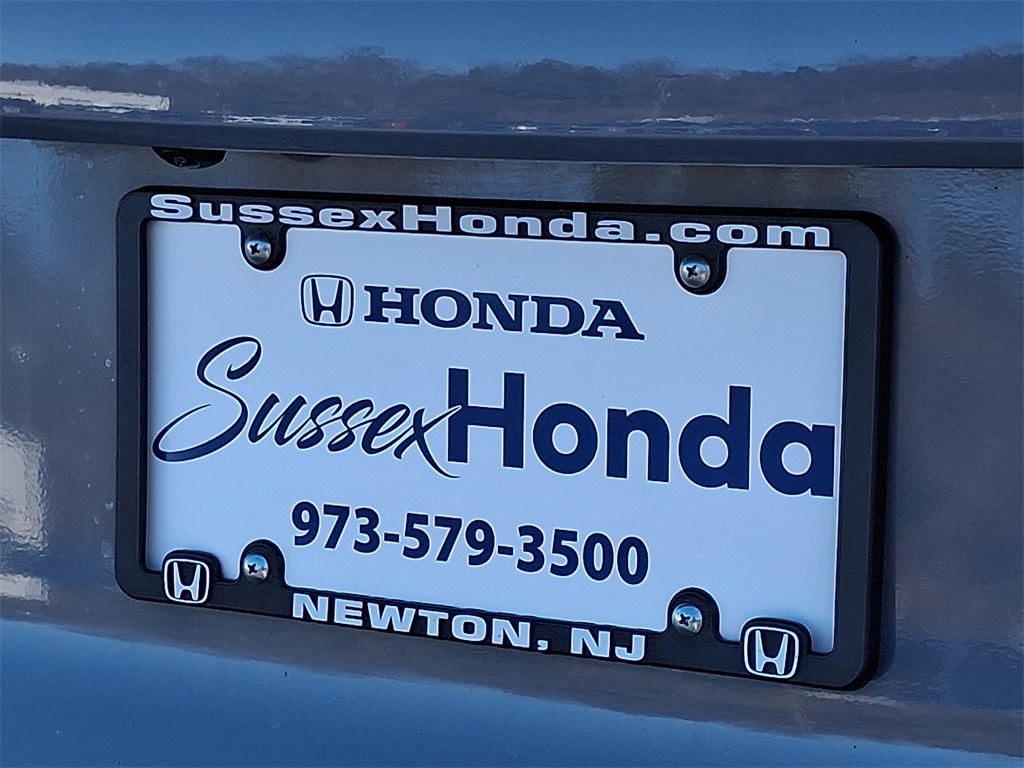 SussexHonda.com
HONDA
SussexHonda
973-579-3500
NEWTON, NJ